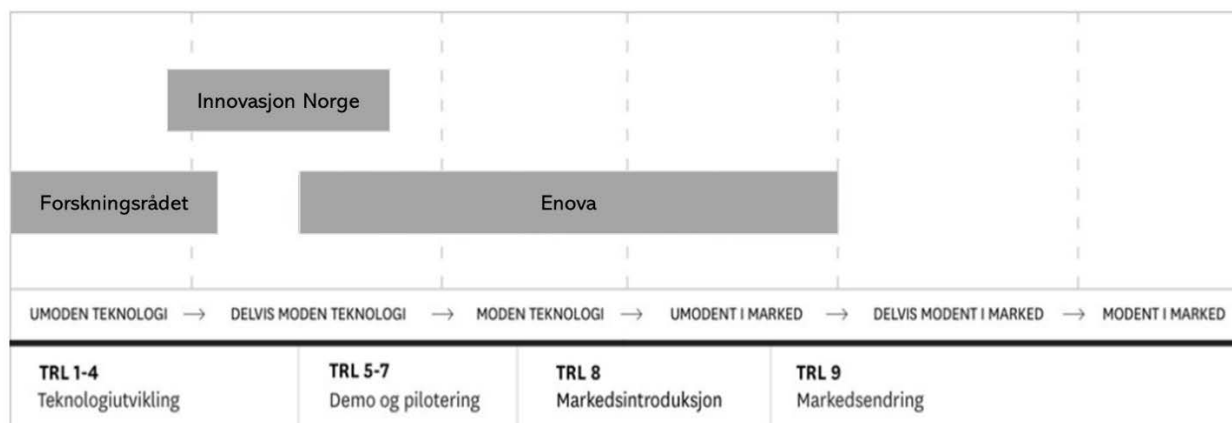 Innovasjon Norge
Forskningsrådet
Enova
UMODEN TEKNOLOGI → DELVIS MODEN TEKNOLOGI → MODEN TEKNOLOGI → UMODENT I MARKED → DELVIS MODENT I MARKED → MODENT I MARKED
TRL 1-4 TRL 5-7 TRL 8 TRL 9
Teknologiutvikling Demo og pilotering Markedsintroduksjon Markedsendring